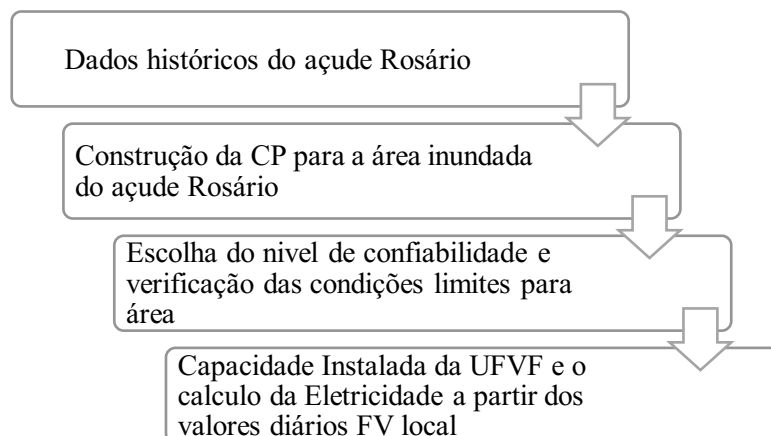 Dados históricos do açude Rosário
Construção da CP para a área inundada
do açude Rosário
Escolha do nivel de confiabilidade e
verificação das condições limites para
área
Capacidade Instalada da UFVF e o
calculo da Eletricidade a partir dos
valores diários FV local